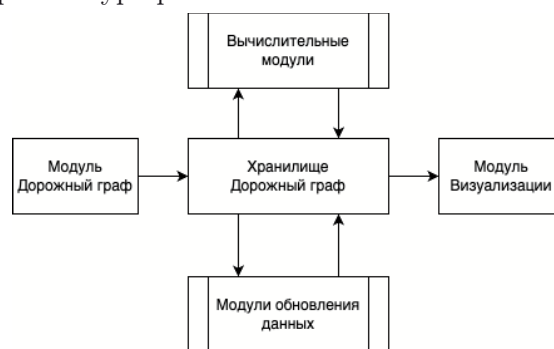 Вычислительные
модули
Модуль
Дорожный граф
Хранилище
Дорожный граф
Модуль
Визуализации
Модули обновления
данных